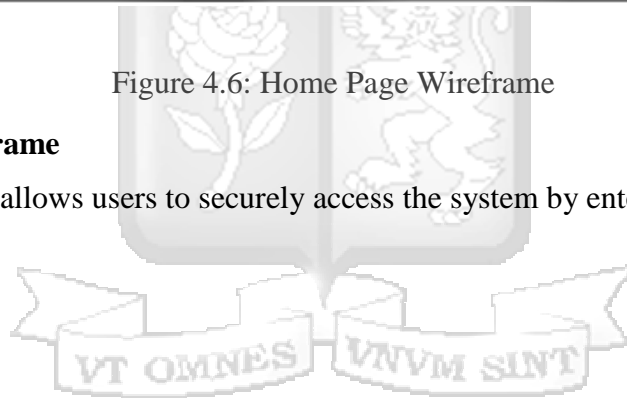 Figure 4.6: Home Page Wireframe
rame
allows users to securely access the system by ent
VT OMNES VNVM SINT